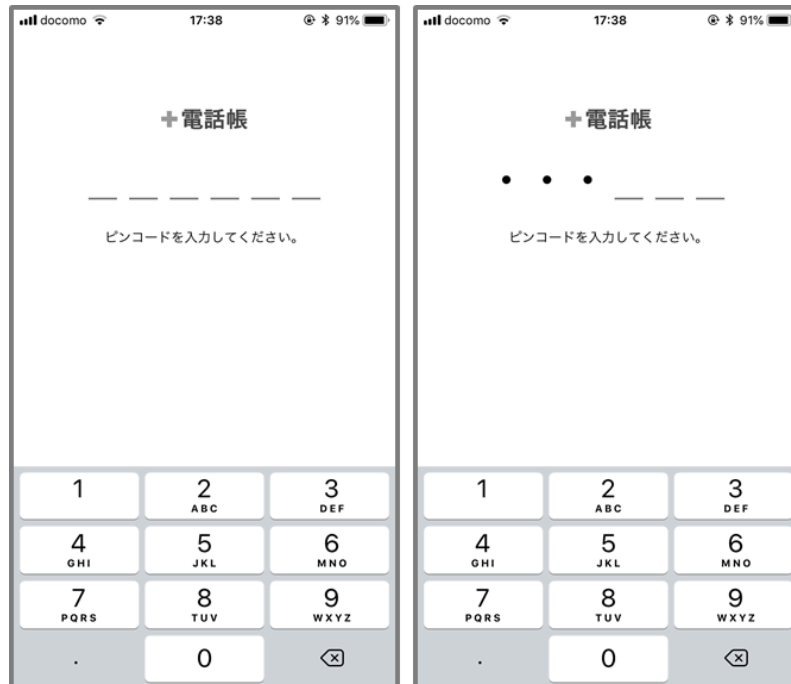 docomo 17:38 91%
+電話帳
ピンコードを入力してください。
1 2 3
ABC DEF
4 5 6
GHI JKL MNO
7 8 9
PQRS TUV WXYZ
. 0
docomo 17:38 91%
+電話帳
ピンコードを入力してください。
1 2 3
ABC DEF
4 5 6
GHI JKL MNO
7 8 9
PQRS TUV WXYZ
. 0